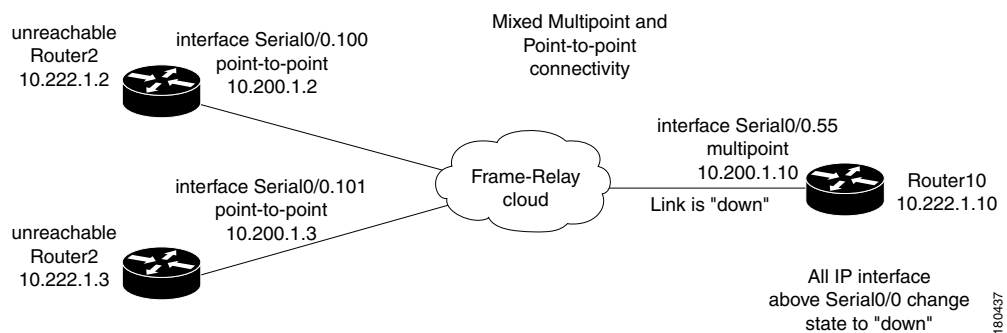 Mixed Multipoint and
Point-to-point
connectivity
unreachable
Router2
10.222.1.2
interface Serial0/0.100
point-to-point
10.200.1.2
interface Serial0/0.55
multipoint
10.200.1.10
Frame-Relay
cloud
Link is "down"
Router10
10.222.1.10
interface Serial0/0.101
point-to-point
10.200.1.3
unreachable
Router2
10.222.1.3
All IP interface
above Serial0/0 change
state to "down"
180437